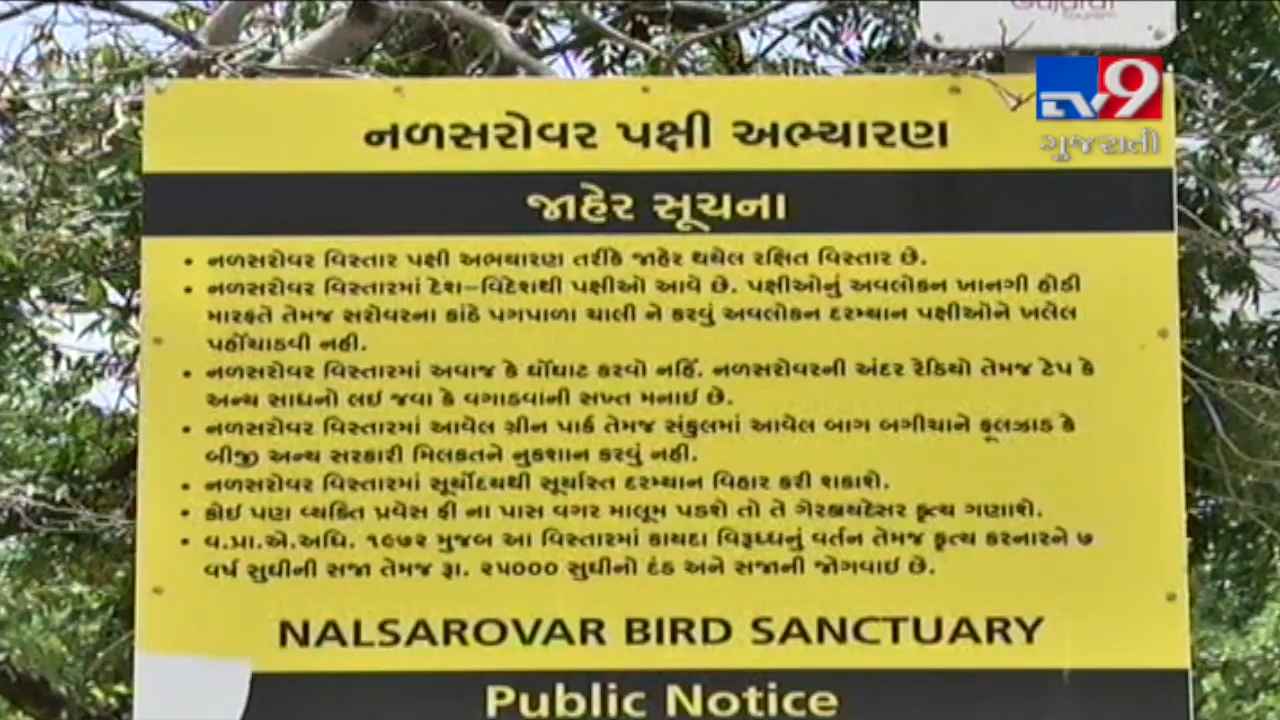 Gujarat
Tourism
TV9
ગુજરાતી
નળસરોવર પક્ષી અભ્યારણ
જાહેર સૂચના
• નળસરોવર વિસ્તાર પક્ષી અભયારણ તરીકે જાહેર થયેલ રક્ષિત વિસ્તાર છે.
• નળસરોવર વિસ્તારમાં દેશ–વિદેશથી પક્ષીઓ આવે છે. પક્ષીઓનું અવલોકન ખાનગી હોડી
મારફતે તેમજ સરોવરના કાંઠે પગપાળા ચાલી ને કરવું અવલોકન દરમ્યાન પક્ષીઓને ખલેલ
પહોંચાડવી નહી.
• નળસરોવર વિસ્તારમાં અવાજ કે ઘોંઘાટ કરવો નહિં. નળસરોવરની અંદર રેડિયો તેમજ ટેપ કે
અન્ય સાધનો લઇ જવા કે વગાડવાની સખ્ત મનાઇ છે.
• નળસરોવર વિસ્તારમાં આવેલ ગ્રીન પાર્ક તેમજ સંકુલમાં આવેલ બાગ બગીચાને ફૂલઝાડ કે
બીજી અન્ય સરકારી મિલકતને નુકશાન કરવું નહી.
• નળસરોવર વિસ્તારમાં સૂર્યોદયથી સૂર્યાસ્ત દરમ્યાન વિહાર કરી શકાશે.
• કોઈ પણ વ્યકિત પ્રવેસ ફી ના પાસ વગર માલૂમ પડશે તો તે ગેરકાયદેસર કૃત્ય ગણાશે.
• વ.પ્રા.એ.અધિ. ૧૯૭૨ મુજબ આ વિસ્તારમાં કાયદા વિરૂધ્ધનું વર્તન તેમજ કૃત્ય કરનારને ૭
વર્ષ સુધીની સજા તેમજ રૂા. ૨૫૦૦૦ સુધીનો દંડ અને સજાની જોગવાઈ છે.
NALSAROVAR BIRD SANCTUARY
Public Notice